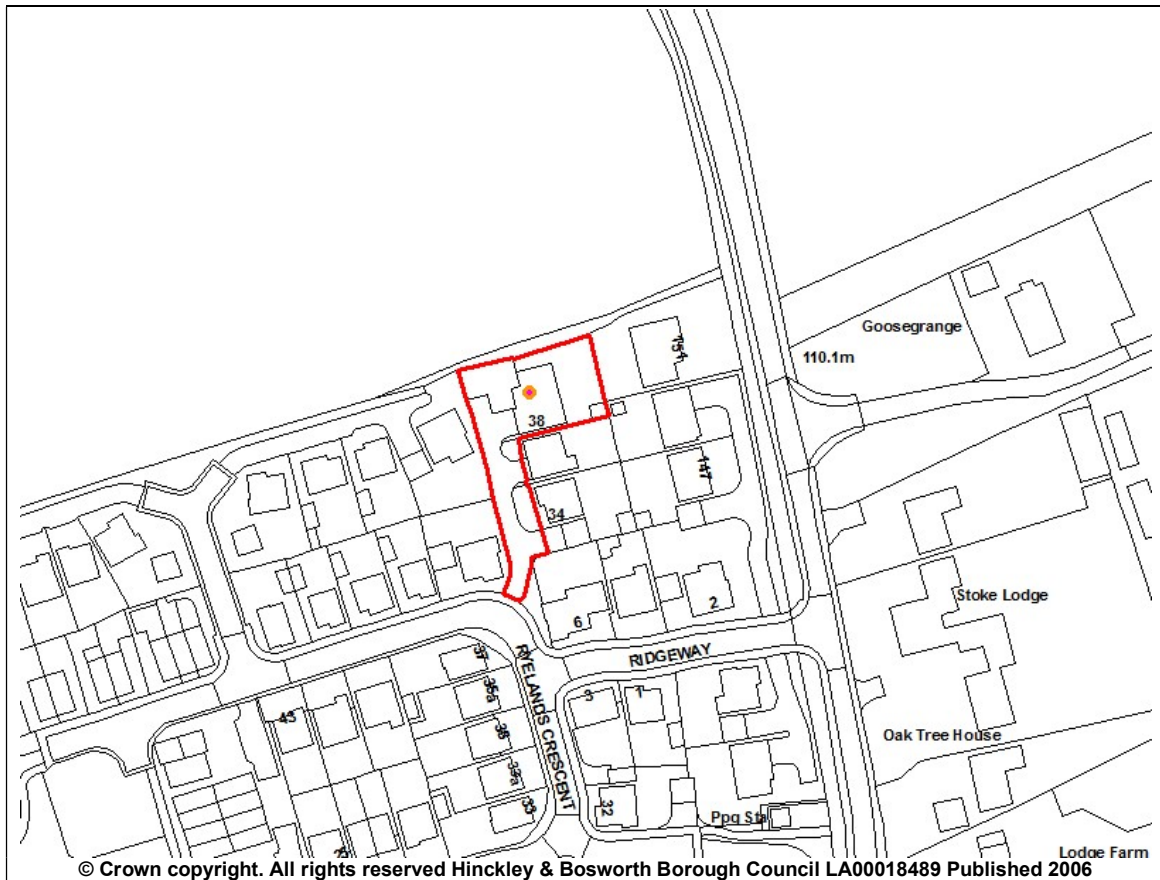 Goosegrange
154
110.1m
38
147
34
Stoke Lodge
2
6
RIDGEWAY
RYELANDS CRESCENT
37
35a
3
1
43
Oak Tree House
32
33
Ppg Sta
Lodge Farm
© Crown copyright. All rights reserved Hinckley & Bosworth Borough Council LA00018489 Published 2006